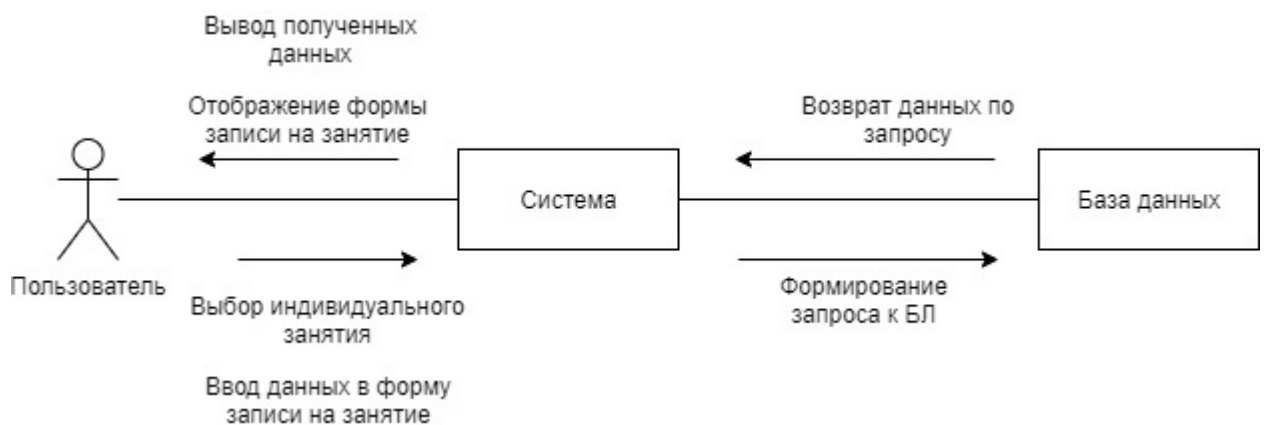 Вывод полученных
данных
Отображение формы
записи на занятие
Возврат данных по
запросу
Система
База данных
Пользователь
Выбор индивидуального
занятия
Формирование
запроса к БЛ
Ввод данных в форму
записи на занятие